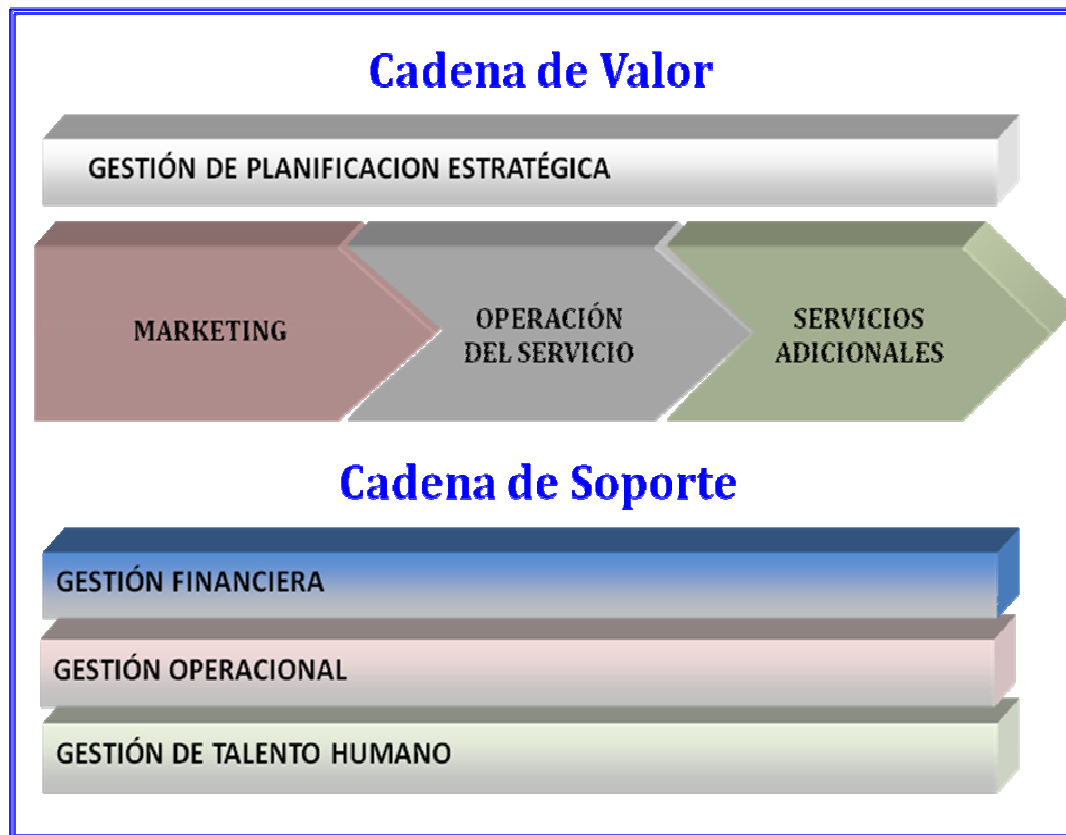 Cadena de Valor
GESTIÓN DE PLANIFICACION ESTRATÉGICA
MARKETING
OPERACIÓN
DEL SERVICIO
SERVICIOS
ADICIONALES
Cadena de Soporte
GESTIÓN FINANCIERA
GESTIÓN OPERACIONAL
GESTIÓN DE TALENTO HUMANO